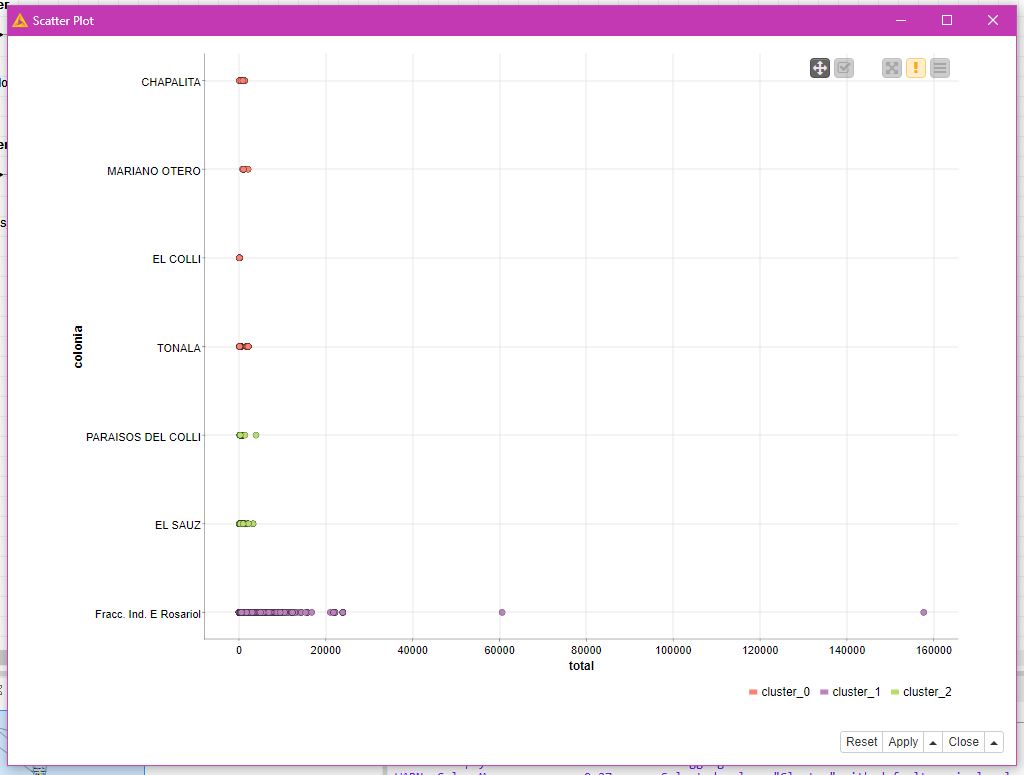 Scatter Plot
CHAPALITA
MARIANO OTERO
EL COLLI
TONALA
PARAISOS DEL COLLI
EL SAUZ
Fracc. Ind. E Rosariol
colonia
0 20000 40000 60000 80000 100000 120000 140000 160000
total
cluster_0 cluster_1 cluster_2
Reset Apply Close